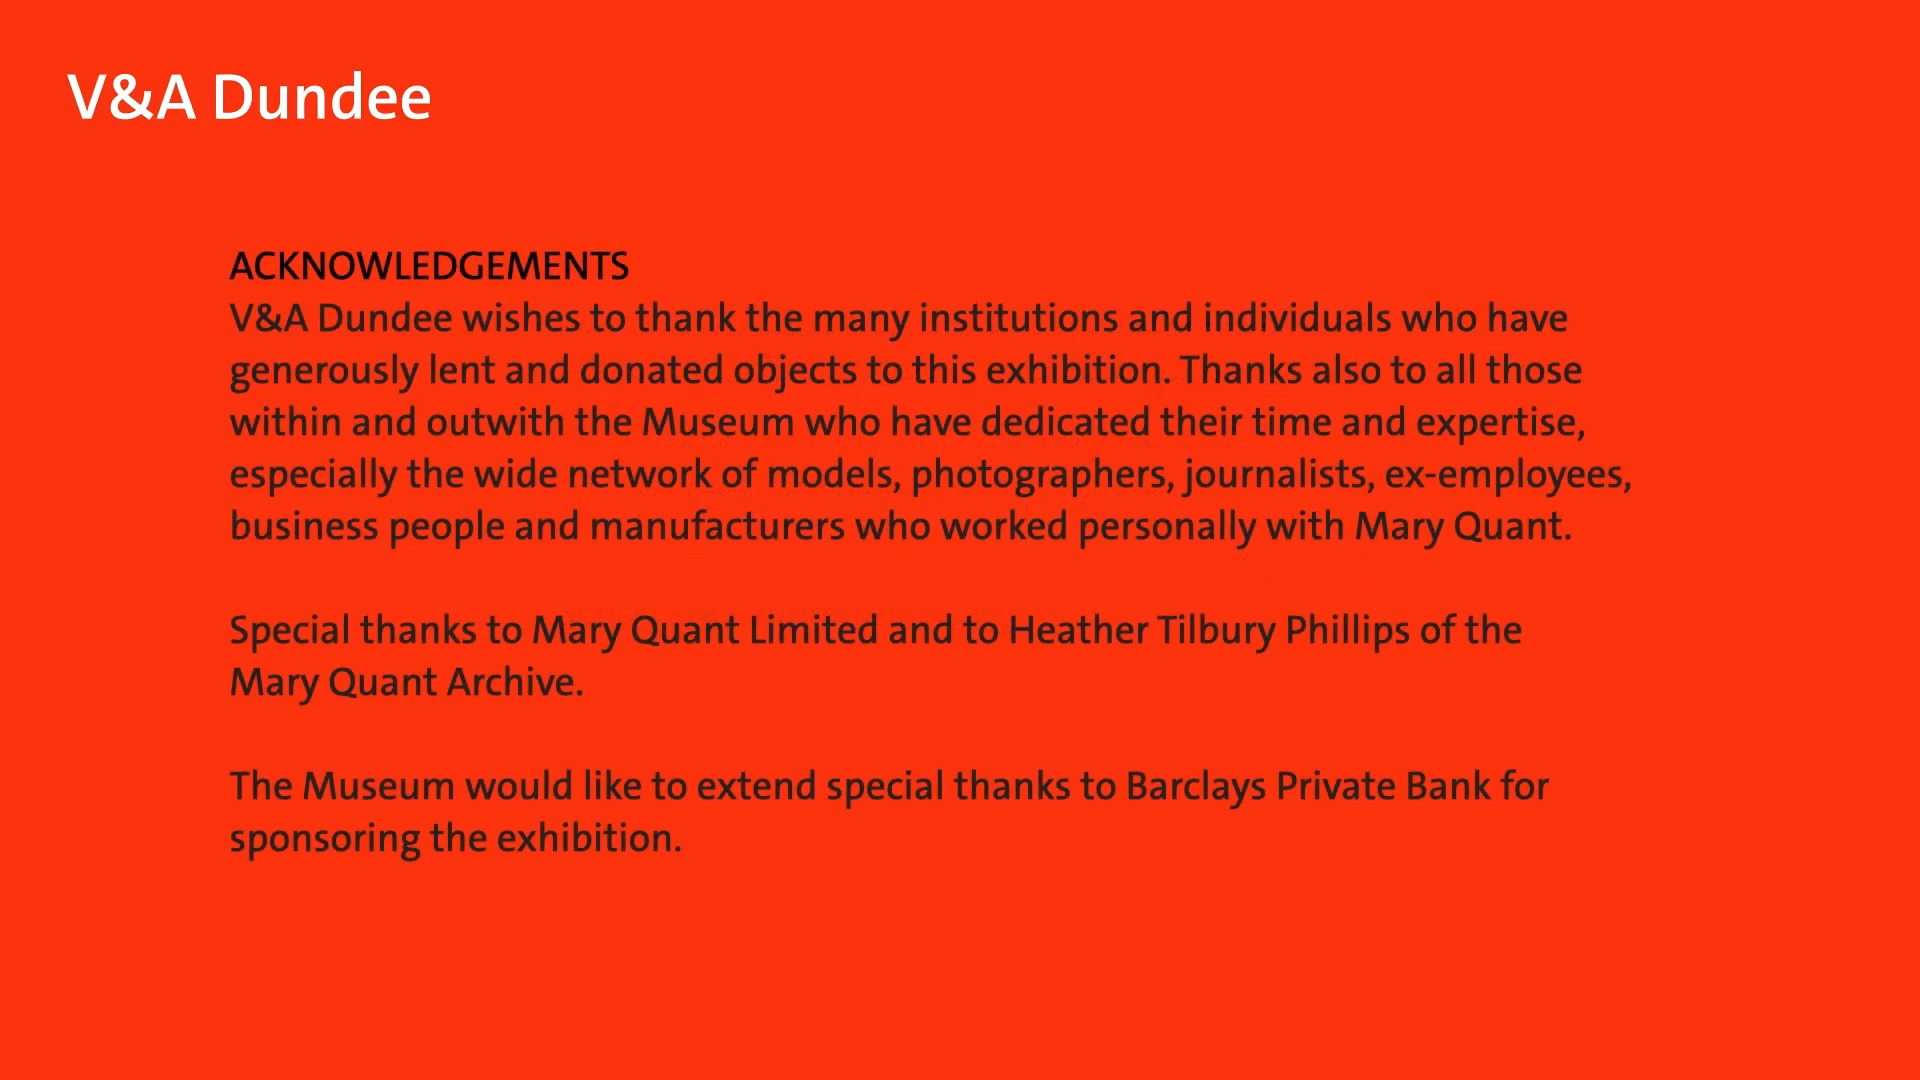 V&A Dundee
ACKNOWLEDGEMENTS
V&A Dundee wishes to thank the many institutions and individuals who have
generously lent and donated objects to this exhibition. Thanks also to all those
within and outwith the Museum who have dedicated their time and expertise,
especially the wide network of models, photographers, journalists, ex-employees,
business people and manufacturers who worked personally with Mary Quant.
Special thanks to Mary Quant Limited and to Heather Tilbury Phillips of the
Mary Quant Archive.
The Museum would like to extend special thanks to Barclays Private Bank for
sponsoring the exhibition.